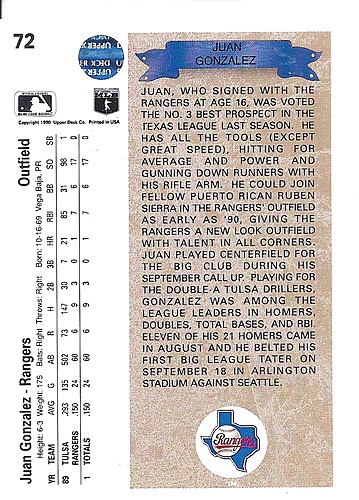 72
UPPER DECK
Copyright 1990 Upper Deck Co. Printed in USA
JUAN
GONZALEZ
JUAN, WHO SIGNED WITH THE
RANGERS AT AGE 16, WAS VOTED
THE NO. 3 BEST PROSPECT IN THE
TEXAS LEAGUE LAST SEASON. HE
HAS ALL THE TOOLS (EXCEPT
GREAT SPEED), HITTING FOR
AVERAGE AND POWER AND
GUNNING DOWN RUNNERS WITH
HIS RIFLE ARM. HE COULD JOIN
FELLOW PUERTO RICAN RUBEN
SIERRA IN THE RANGERS' OUTFIELD
AS EARLY AS '90, GIVING THE
RANGERS A NEW LOOK OUTFIELD
WITH TALENT IN ALL CORNERS.
JUAN PLAYED CENTERFIELD FOR
THE BIG CLUB DURING HIS
SEPTEMBER CALL UP. PLAYING FOR
THE DOUBLE-A TULSA DRILLERS,
GONZALEZ WAS AMONG THE
LEAGUE LEADERS IN HOMERS,
DOUBLES, TOTAL BASES, AND RBI.
ELEVEN OF HIS 21 HOMERS CAME
IN AUGUST AND HE BELTED HIS
FIRST BIG LEAGUE TATER ON
SEPTEMBER 18 IN ARLINGTON
STADIUM AGAINST SEATTLE.
Rangers
Juan Gonzalez - Rangers Outfield
Height: 6-3 Weight: 175 Bats: Right Throws: Right Born: 10-16-69 Vega Baja, PR
YR TEAM AVG G AB R H 2B 3B HR RBI BB SO SB
89 TULSA .293 135 502 73 147 30 7 21 85 31 98 1
RANGERS .150 24 60 6 9 3 0 1 7 6 17 0
1 TOTALS .150 24 60 6 9 3 0 1 7 6 17 0